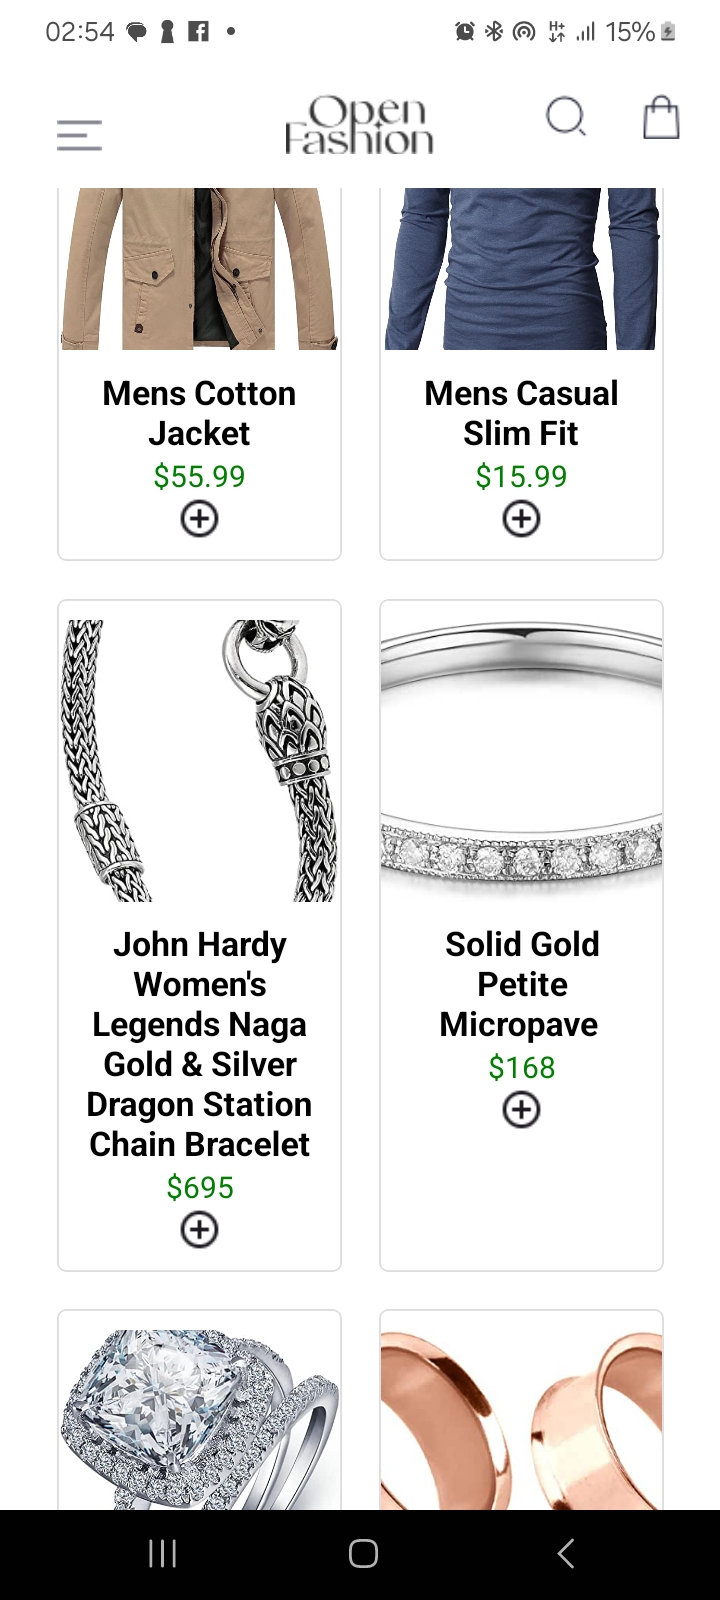 02:54
15%
Open
Fashion
Mens Cotton
Jacket
$55.99
Mens Casual
Slim Fit
$15.99
John Hardy
Women's
Legends Naga
Gold & Silver
Dragon Station
Chain Bracelet
$695
Solid Gold
Petite
Micropave
$168